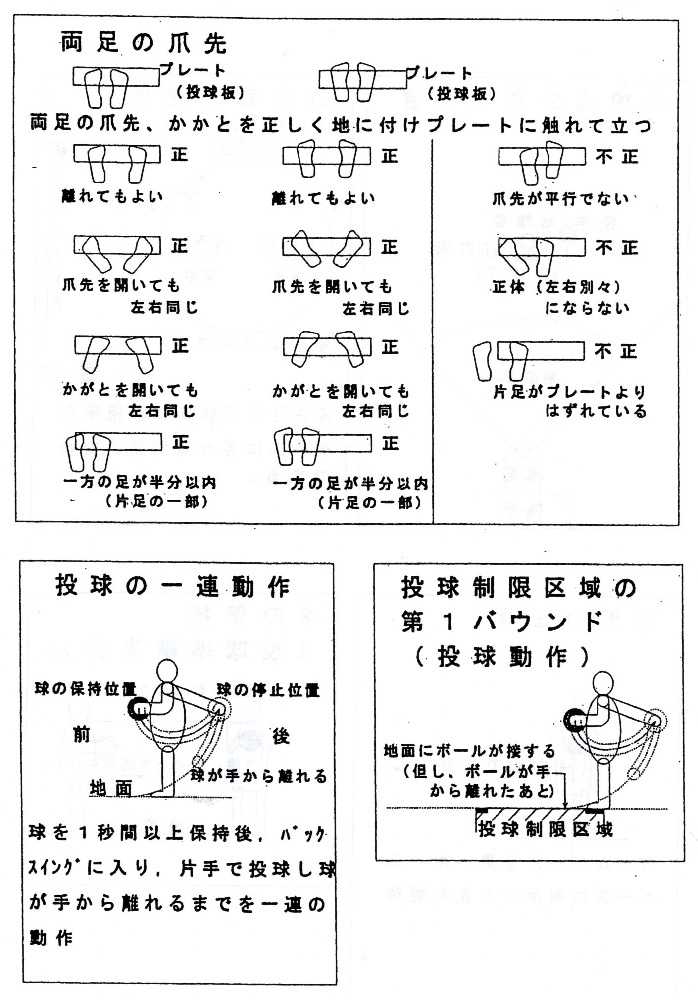 両足の爪先
プレート
(投球板)
プレート
(投球板)
両足の爪先、かかとを正しく地に付けプレートに触れて立つ
正
離れてもよい
正
離れてもよい
不正
爪先が平行でない
正
爪先を開いても
左右同じ
正
爪先を開いても
左右同じ
不正
正体(左右別々)
にならない
正
かがとを開いても
左右同じ
正
かがとを開いても
左右同じ
不正
片足がプレートより
はずれている
正
一方の足が半分以内
(片足の一部)
正
一方の足が半分以内
(片足の一部)
投球の一連動作
球の保持位置
球の停止位置
前
後
球が手から離れる
地面
球を1秒間以上保持後,ﾊﾞｯｸ
ｽｲﾝｸﾞに入り,片手で投球し球
が手から離れるまでを一連の
動作
投球制限区域の
第1バウンド
(投球動作)
地面にボールが接する
(但し、ボールが手
から離れたあと)
投球制限区域